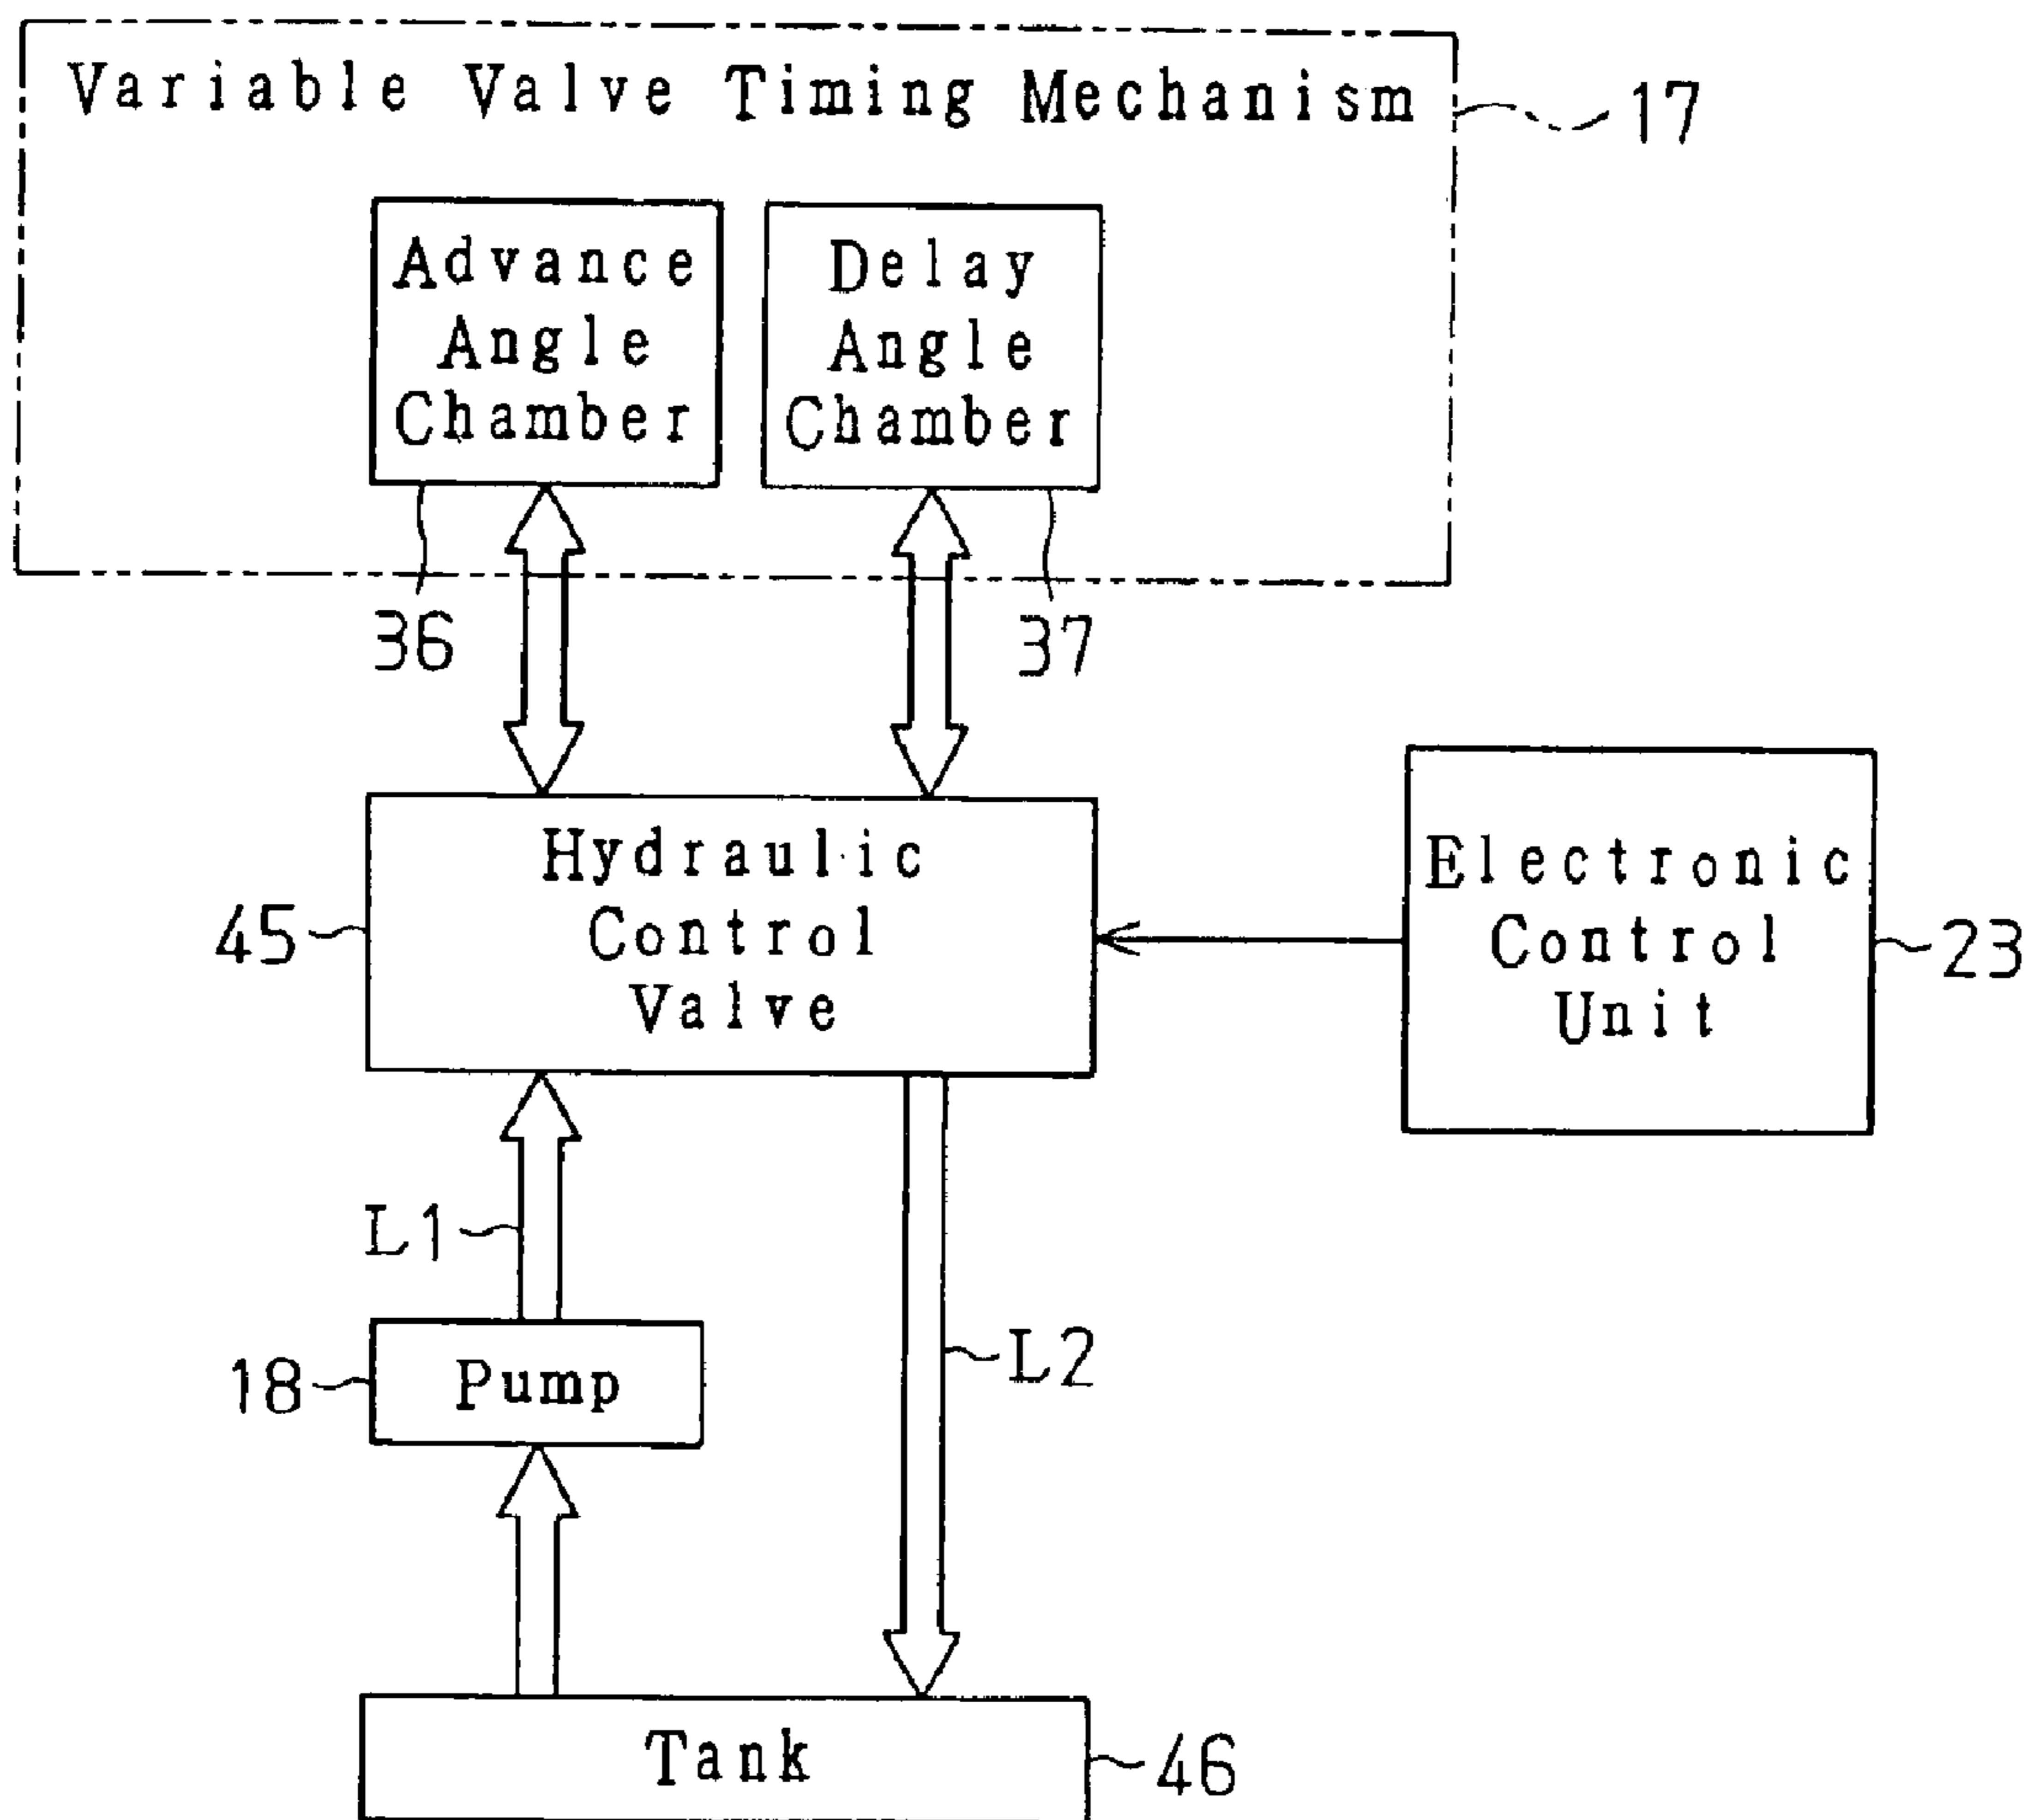 Variable Valve Timing Mechanism
17
Advance
Angle
Chamber
Delay
Angle
Chamber
36
37
Hydraulic
Control
Valve
45
Electronic
Control
Unit
23
L1
18
Pump
L2
Tank
46